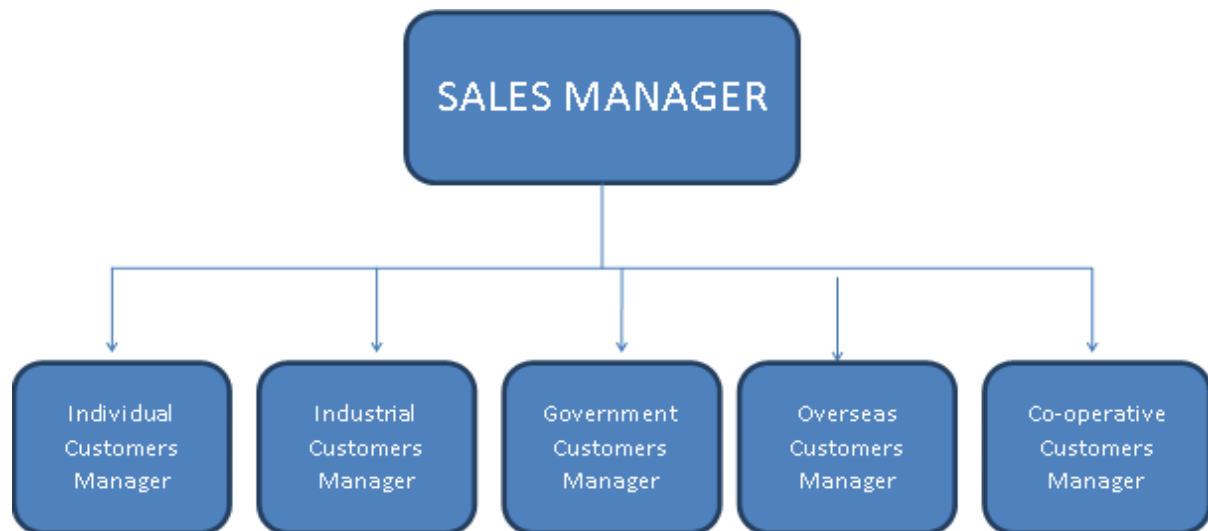 SALES MANAGER
Individual
Customers
Manager
Industrial
Customers
Manager
Government
Customers
Manager
Overseas
Customers
Manager
Co-operative
Customers
Manager